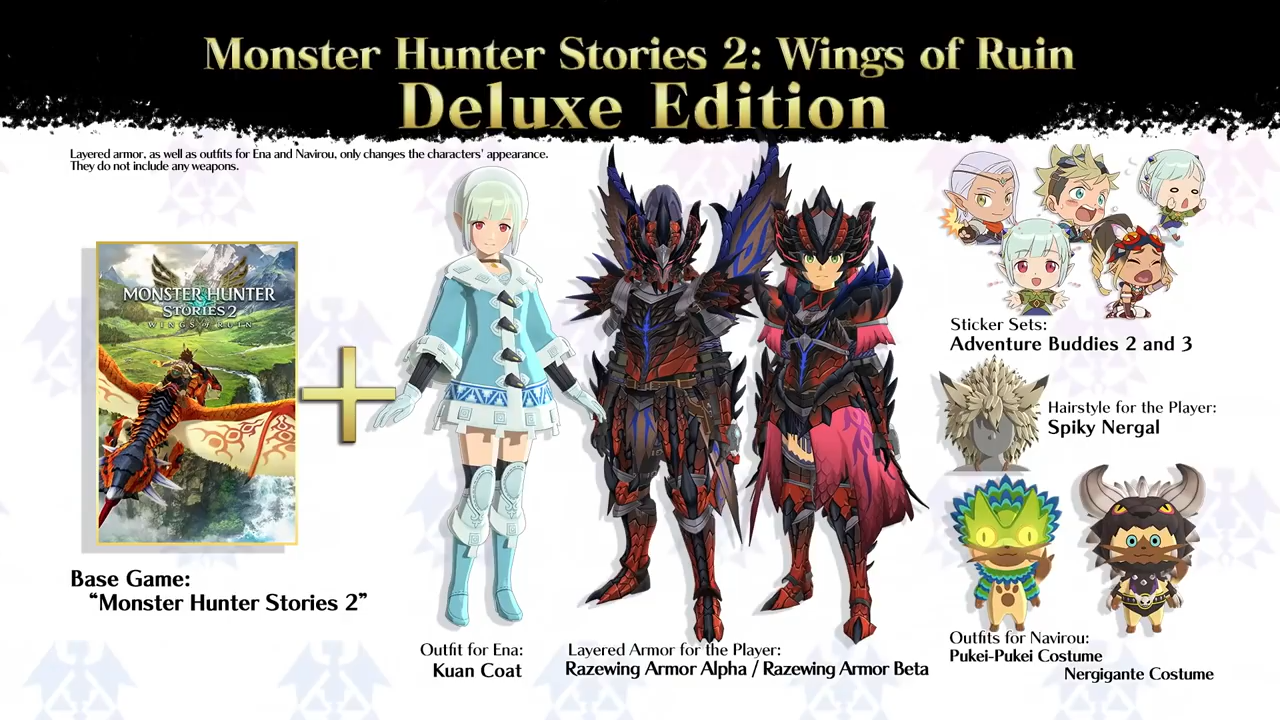 Monster Hunter Stories 2: Wings of Ruin
Deluxe Edition
Layered armor, as well as outfits for Ena and Navirou, only changes the characters' appearance.
They do not include any weapons.
MONSTER HUNTER
STORIES 2
WINGS of RUIN
Base Game:
“Monster Hunter Stories 2”
Outfit for Ena:
Kuan Coat
Layered Armor for the Player:
Razewing Armor Alpha / Razewing Armor Beta
Sticker Sets:
Adventure Buddies 2 and 3
Hairstyle for the Player:
Spiky Nergal
Outfits for Navirou:
Pukei-Pukei Costume
Nergigante Costume